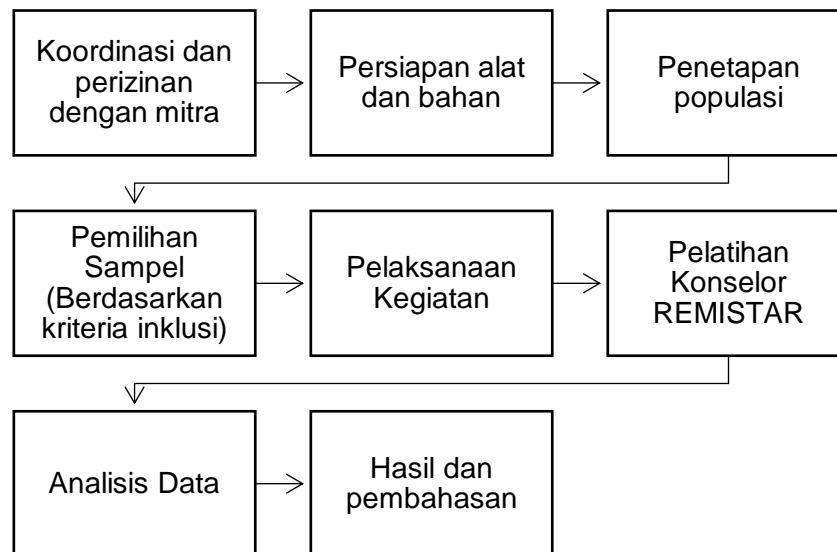 Koordinasi dan
perizinan
dengan mitra
Persiapan alat
dan bahan
Penetapan
populasi
Pemilihan
Sampel
(Berdasarkan
kriteria inklusi)
Pelaksanaan
Kegiatan
Pelatihan
Konselor
REMISTAR
Analisis Data
Hasil dan
pembahasan